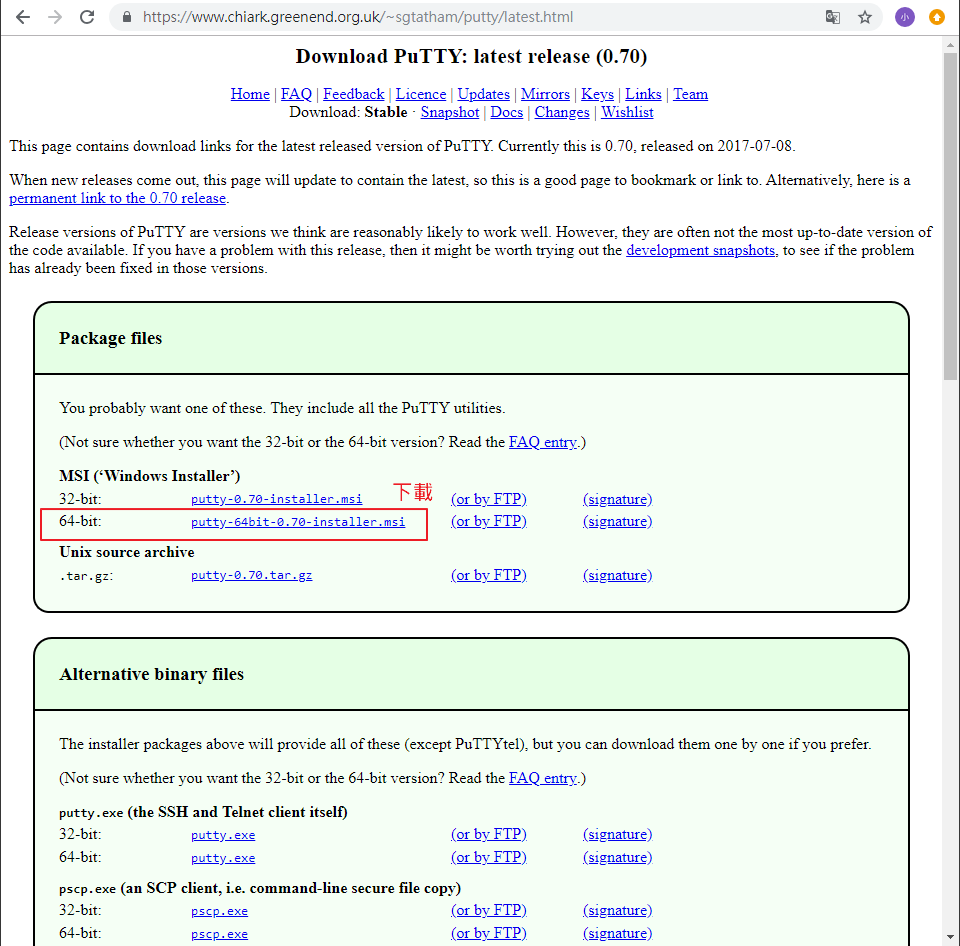 https://www.chiark.greenend.org.uk/~sgtatham/putty/latest.html
小
Download PuTTY: latest release (0.70)
Home | FAQ | Feedback | Licence | Updates | Mirrors | Keys | Links | Team
Download: Stable · Snapshot | Docs | Changes | Wishlist
This page contains download links for the latest released version of PuTTY. Currently this is 0.70, released on 2017-07-08.
When new releases come out, this page will update to contain the latest, so this is a good page to bookmark or link to. Alternatively, here is a
permanent link to the 0.70 release.
Release versions of PuTTY are versions we think are reasonably likely to work well. However, they are often not the most up-to-date version of
the code available. If you have a problem with this release, then it might be worth trying out the development snapshots, to see if the problem
has already been fixed in those versions.
Package files
You probably want one of these. They include all the PuTTY utilities.
(Not sure whether you want the 32-bit or the 64-bit version? Read the FAQ entry.)
MSI (‘Windows Installer’)
32-bit: putty-0.70-installer.msi 下載 (or by FTP) (signature)
64-bit: putty-64bit-0.70-installer.msi (or by FTP) (signature)
Unix source archive
.tar.gz: putty-0.70.tar.gz (or by FTP) (signature)
Alternative binary files
The installer packages above will provide all of these (except PuTTYtel), but you can download them one by one if you prefer.
(Not sure whether you want the 32-bit or the 64-bit version? Read the FAQ entry.)
putty.exe (the SSH and Telnet client itself)
32-bit: putty.exe (or by FTP) (signature)
64-bit: putty.exe (or by FTP) (signature)
pscp.exe (an SCP client, i.e. command-line secure file copy)
32-bit: pscp.exe (or by FTP) (signature)
64-bit: pscp.exe (or by FTP) (signature)